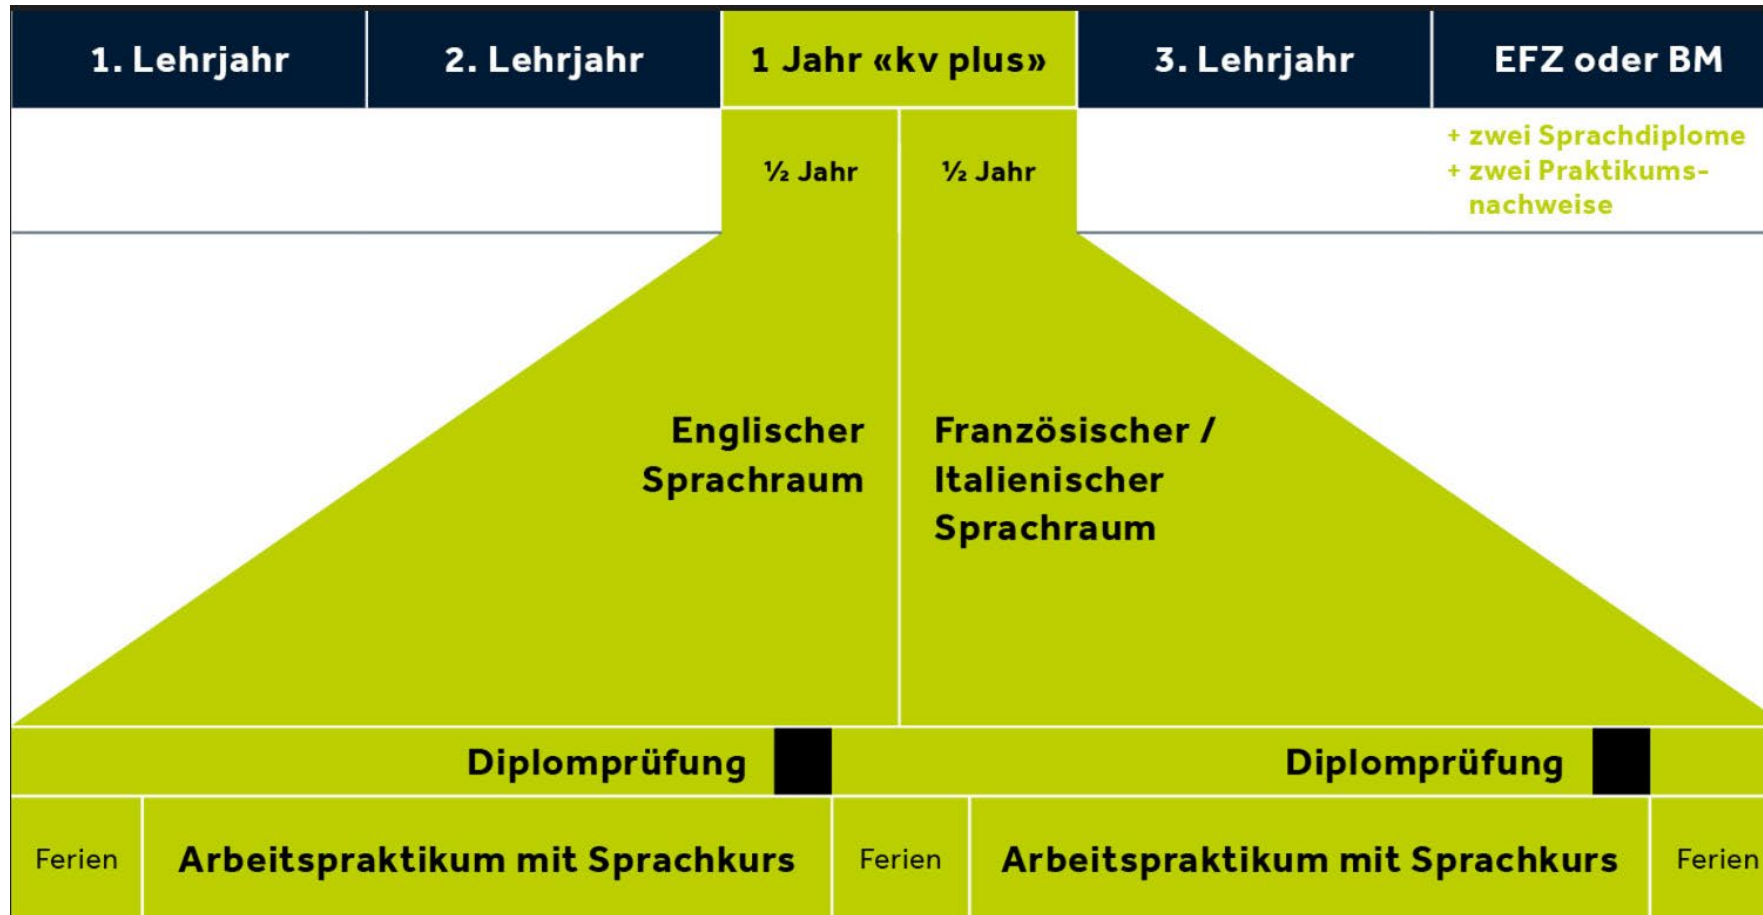 1. Lehrjahr
2. Lehrjahr
1 Jahr «kv plus»
3. Lehrjahr
EFZ oder BM
½ Jahr
½ Jahr
+ zwei Sprachdiplome
+ zwei Praktikums-
nachweise
Englischer
Sprachraum
Französischer /
Italienischer
Sprachraum
Diplomprüfung
Diplomprüfung
Ferien
Arbeitspraktikum mit Sprachkurs
Ferien
Arbeitspraktikum mit Sprachkurs
Ferien